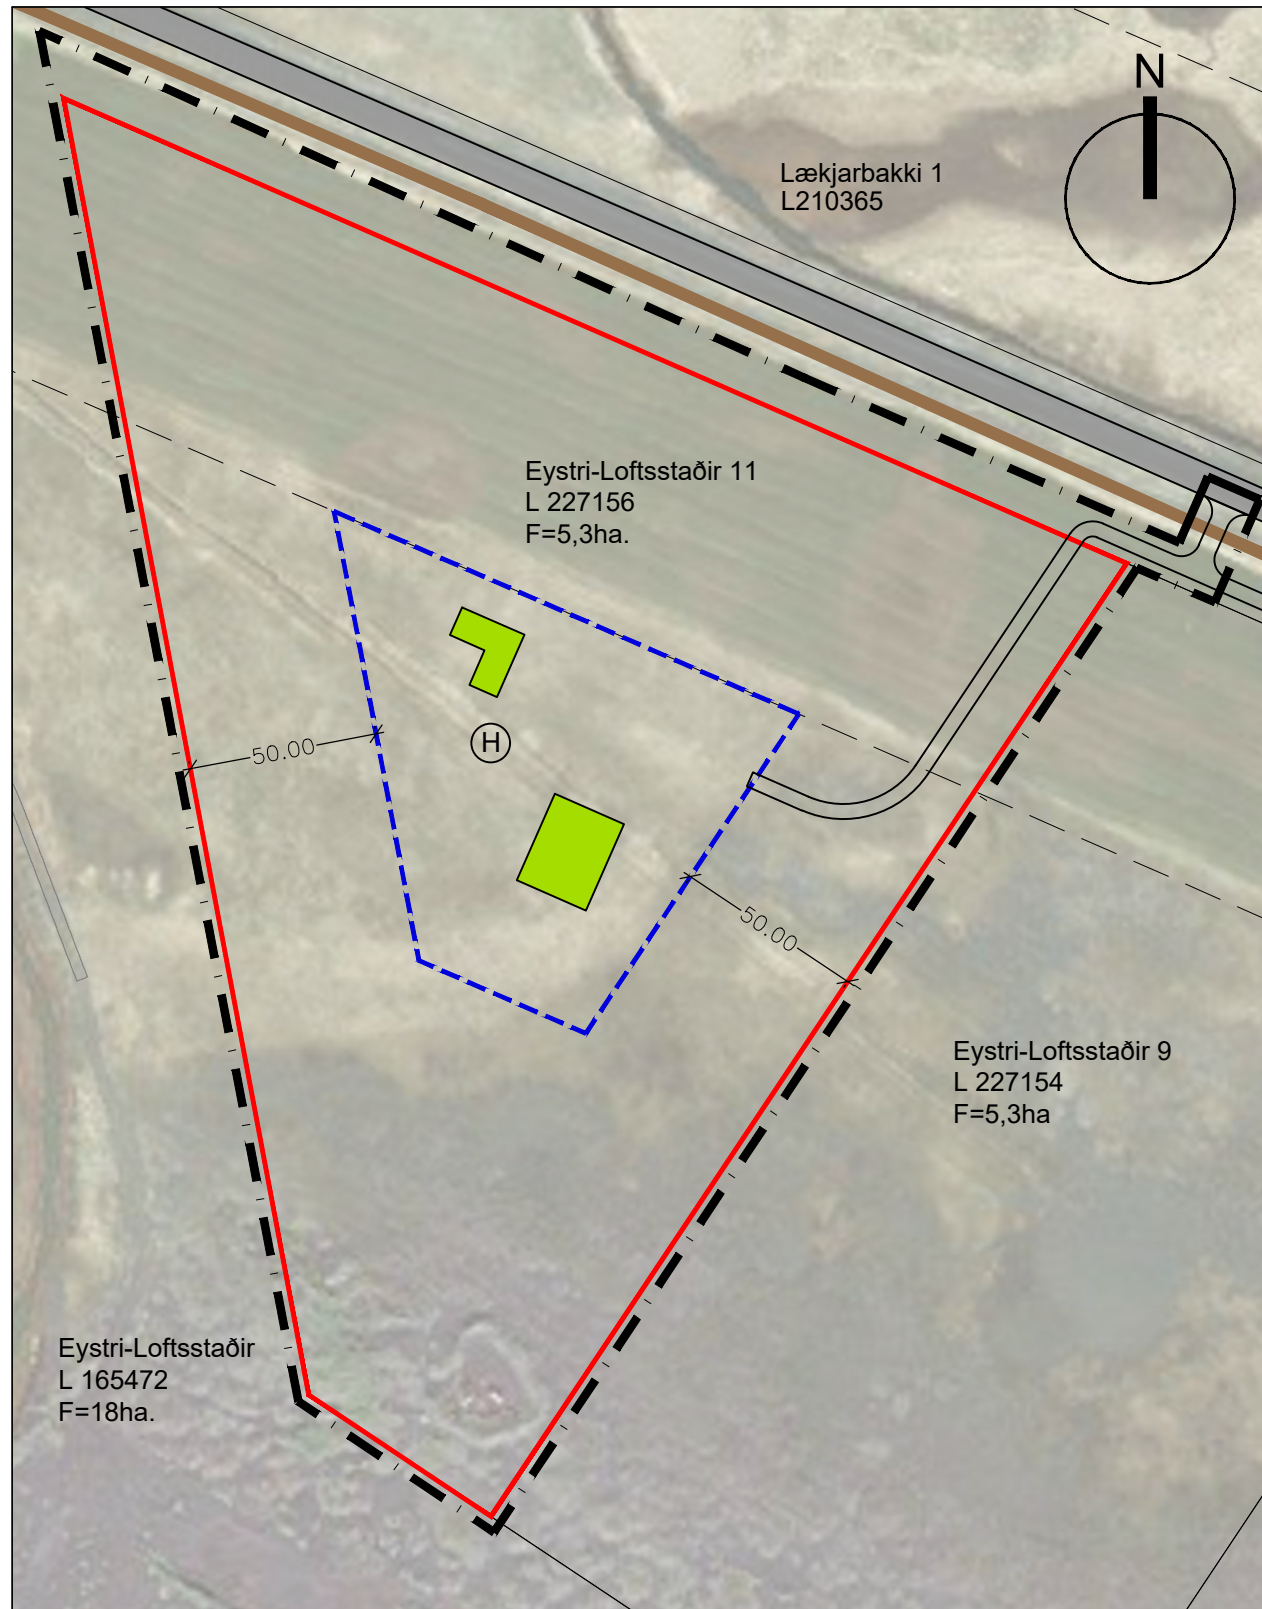 N
Lækjarbakki 1
L210365
Eystri-Loftsstaðir 11
L 227156
F=5,3ha.
50.00
H
50.00
Eystri-Loftsstaðir 9
L 227154
F=5,3ha
Eystri-Loftsstaðir
L 165472
F=18ha.